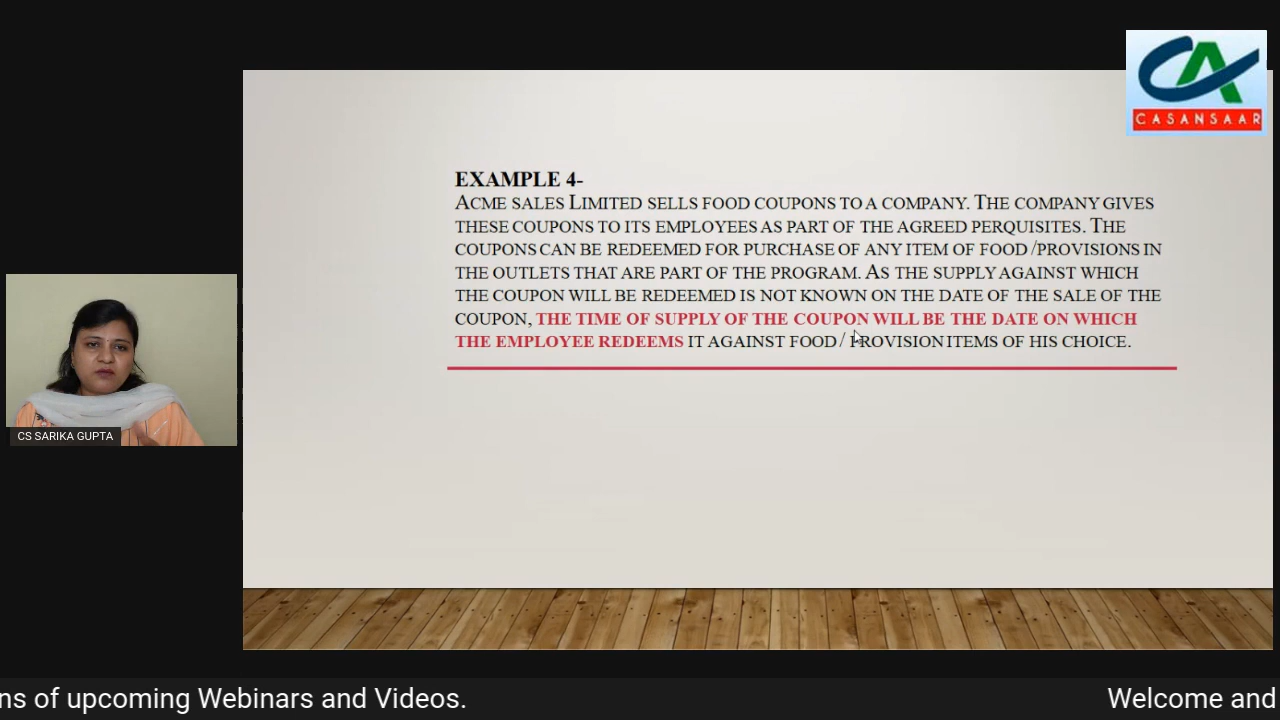 CASANSAAR
EXAMPLE 4-
ACME SALES LIMITED SELLS FOOD COUPONS TO A COMPANY. THE COMPANY GIVES
THESE COUPONS TO ITS EMPLOYEES AS PART OF THE AGREED PERQUISITES. THE
COUPONS CAN BE REDEEMED FOR PURCHASE OF ANY ITEM OF FOOD /PROVISIONS IN
THE OUTLETS THAT ARE PART OF THE PROGRAM. AS THE SUPPLY AGAINST WHICH
THE COUPON WILL BE REDEEMED IS NOT KNOWN ON THE DATE OF THE SALE OF THE
COUPON, THE TIME OF SUPPLY OF THE COUPON WILL BE THE DATE ON WHICH
THE EMPLOYEE REDEEMS IT AGAINST FOOD / PROVISION ITEMS OF HIS CHOICE.
CS SARIKA GUPTA
ns of upcoming Webinars and Videos.
Welcome and